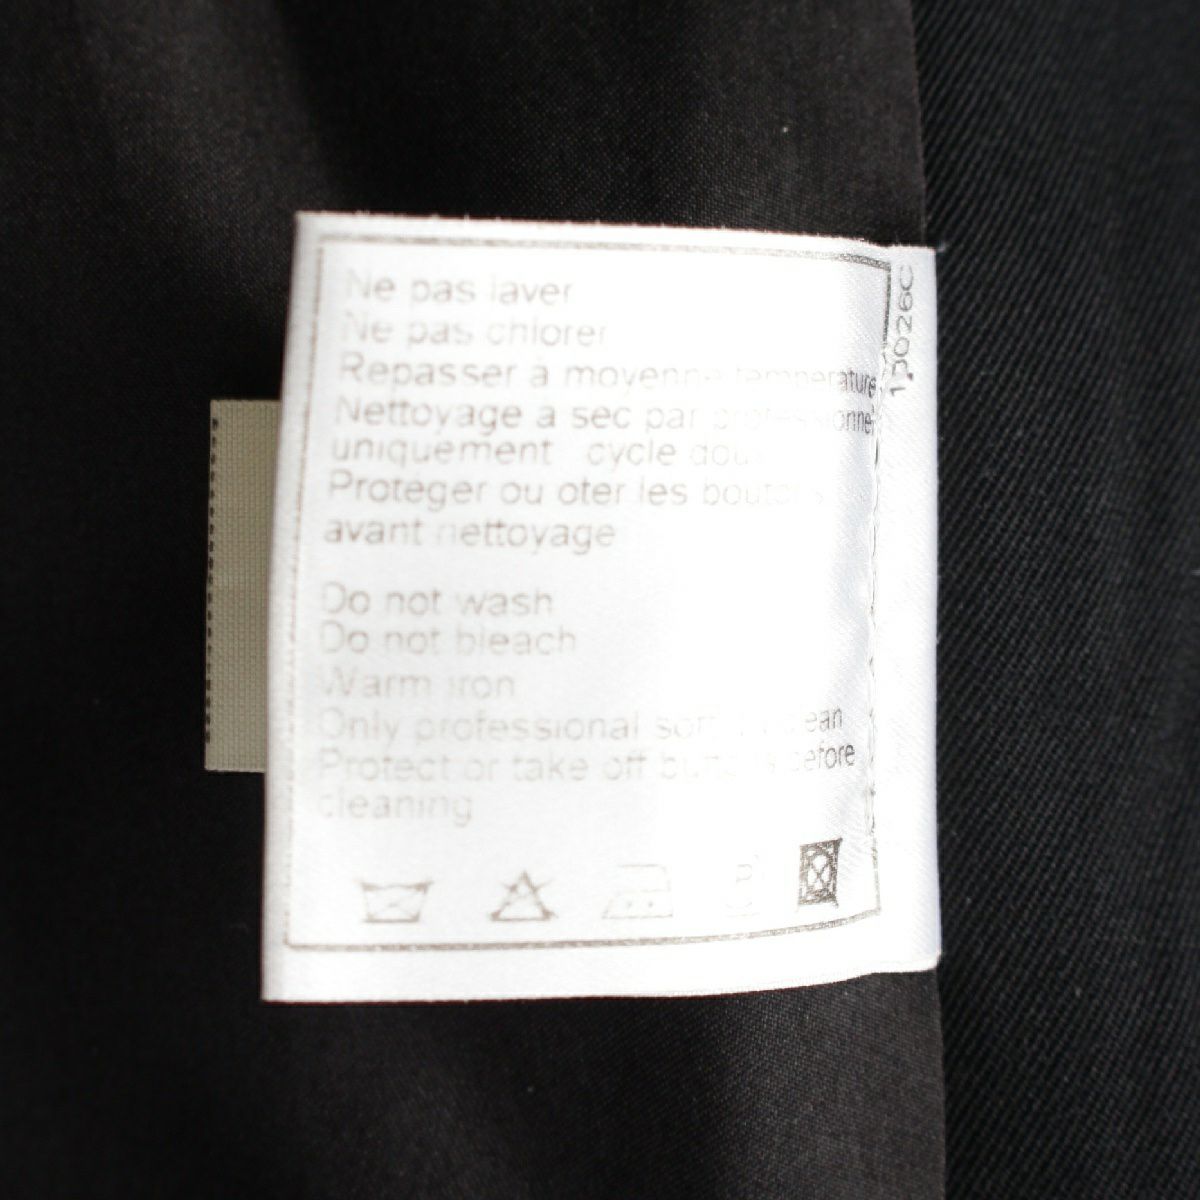 Ne pas laver
Ne pas chlorer
Repasser à moyenne température
Nettoyage à sec par professionnel
uniquement cycle doux
Protéger ou oter les boutons
avant nettoyage
Do not wash
Do not bleach
Warm iron
Only professional soft clean
Protect or take off buttons before
cleaning
P
10026C